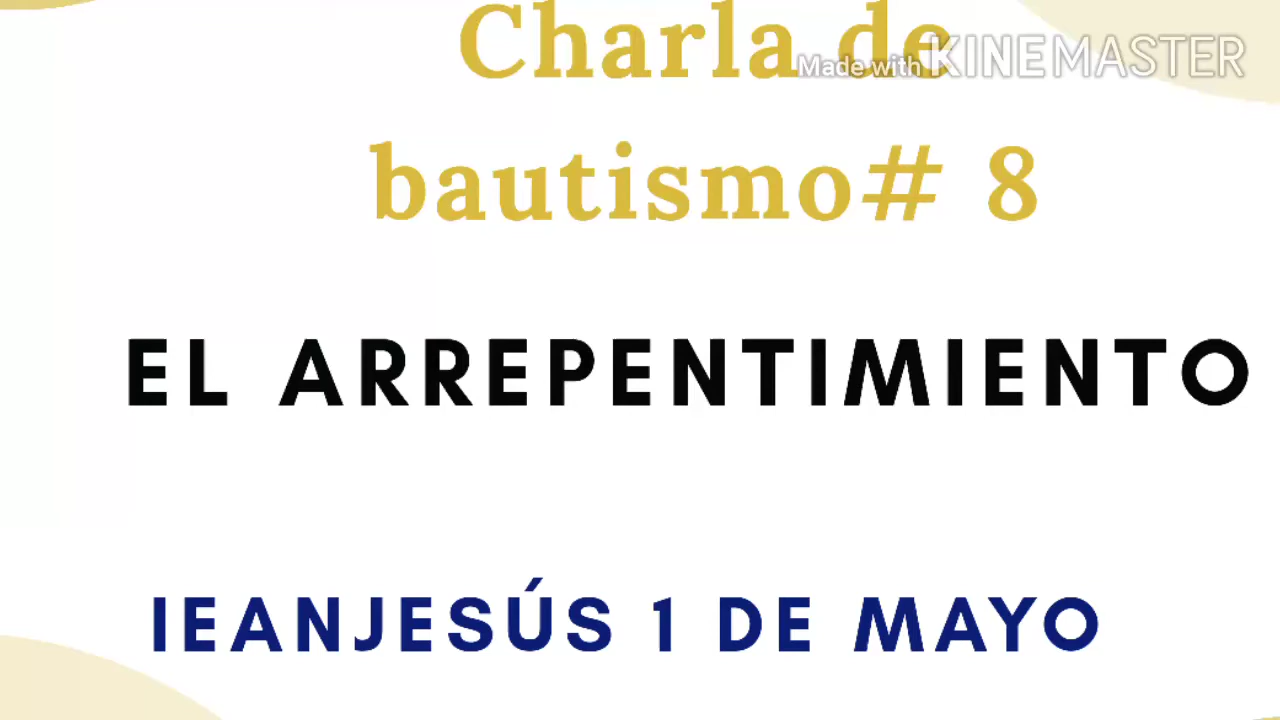 Charla de
Made with KINEMASTER
bautismo# 8
EL ARREPENTIMIENTO
IEANJESÚS 1 DE MAYO